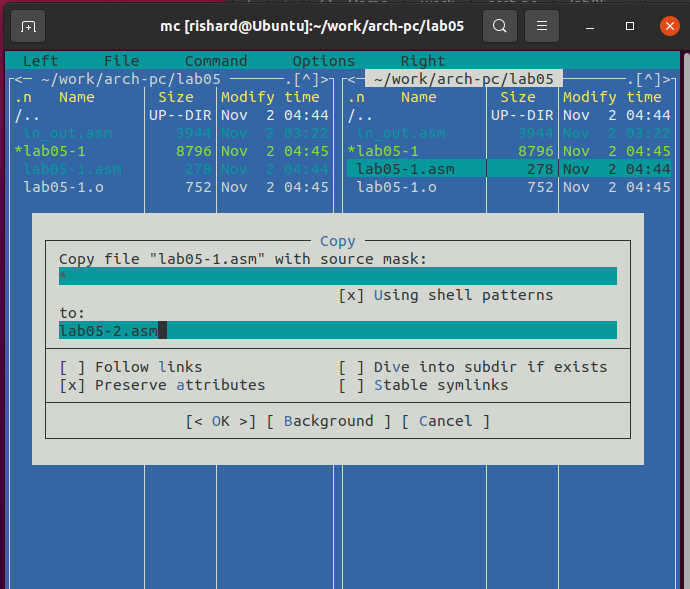 mc [rishard@Ubuntu]:~/work/arch-pc/lab05
Left File Command Options Right
<─ ~/work/arch-pc/lab05 ─.[^]>
.n Name Size Modify time
/.. UP--DIR Nov 2 04:44
in_out.asm 3944 Nov 2 03:22
*lab05-1 8796 Nov 2 04:45
lab05-1.asm 278 Nov 2 04:44
lab05-1.o 752 Nov 2 04:45
<─ ~/work/arch-pc/lab05 ─.[^]>
.n Name Size Modify time
/.. UP--DIR Nov 2 04:44
in_out.asm 3944 Nov 2 03:22
*lab05-1 8796 Nov 2 04:45
lab05-1.asm 278 Nov 2 04:44
lab05-1.o 752 Nov 2 04:45
Copy
Copy file "lab05-1.asm" with source mask:
*
[x] Using shell patterns
to:
lab05-2.asm
[ ] Follow links [ ] Dive into subdir if exists
[x] Preserve attributes [ ] Stable symlinks
[< OK >] [ Background ] [ Cancel ]